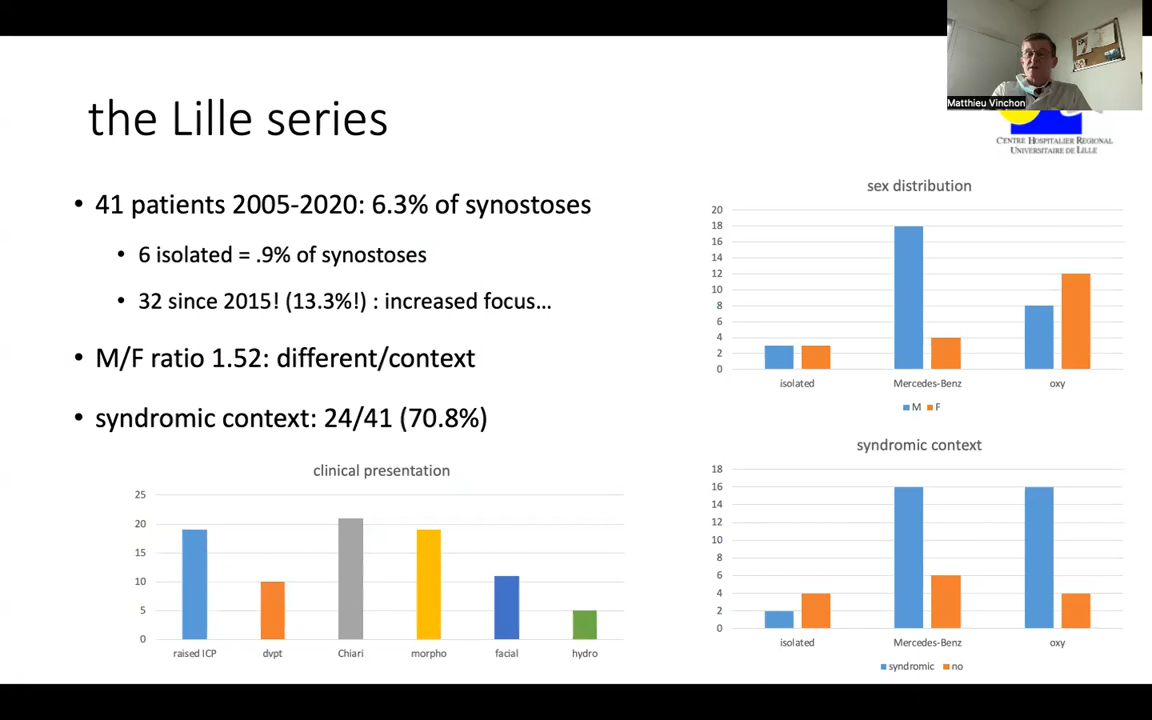 Matthieu Vinchon
CENTRE HOSPITALIER REGIONAL
UNIVERSITAIRE DE LILLE
the Lille series
• 41 patients 2005-2020: 6.3% of synostoses
• 6 isolated = .9% of synostoses
• 32 since 2015! (13.3%!) : increased focus...
• M/F ratio 1.52: different/context
• syndromic context: 24/41 (70.8%)
clinical presentation
25
20
15
10
5
0
raised ICP dvpt Chiari morpho facial hydro
sex distribution
20
18
16
14
12
10
8
6
4
2
0
isolated Mercedes-Benz oxy
M F
syndromic context
18
16
14
12
10
8
6
4
2
0
isolated Mercedes-Benz oxy
syndromic no